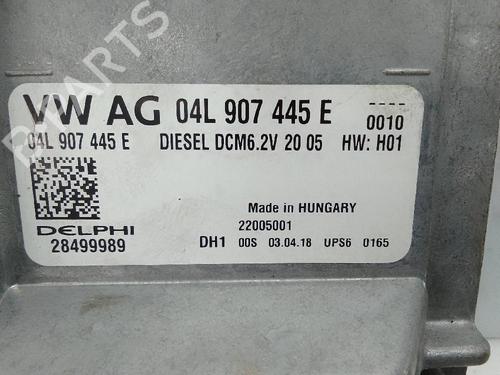 VW AG 04L 907 445 E ----
0010
04L 907 445 E DIESEL DCM6.2V 20 05 HW: H01
Made in HUNGARY
DELPHI 22005001
28499989 DH1 00S 03.04.18 UPS6 0165